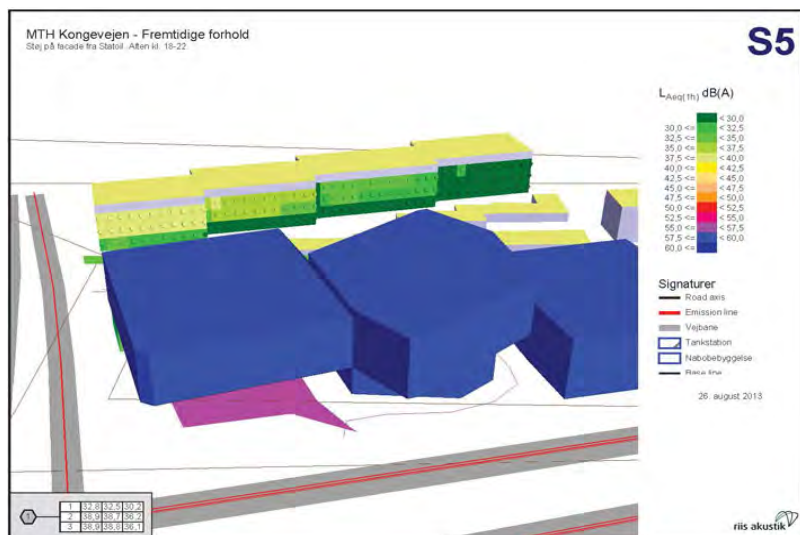 MTH Kongevejen - Fremtidige forhold
Støj på facade fra Statoil. Aften kl. 18-22
S5
LAeq(1h) dB(A)
< 30,0
30,0 <= < 32,5
32,5 <= < 35,0
35,0 <= < 37,5
37,5 <= < 40,0
40,0 <= < 42,5
42,5 <= < 45,0
45,0 <= < 47,5
47,5 <= < 50,0
50,0 <= < 52,5
52,5 <= < 55,0
55,0 <= < 57,5
57,5 <= < 60,0
60,0 <=
Signaturer
Road axis
Emission line
Vejbane
Tankstation
Nabobebyggelse
Base line
26. august 2013
1 32,8 32,5 30,2
2 38,9 38,7 36,2
3 38,9 38,8 36,1
riis akustik